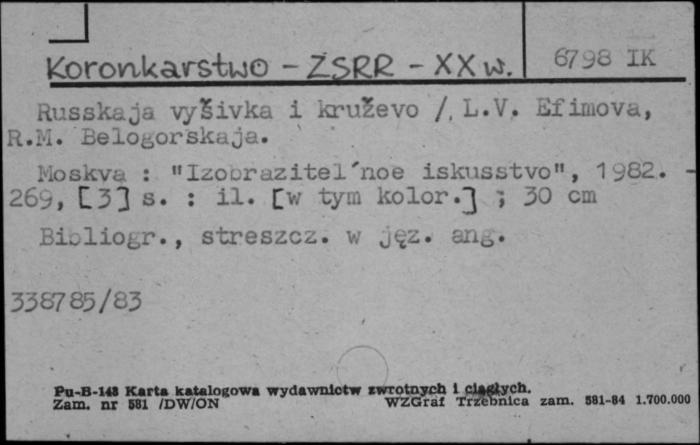 Koronkarstwo - ZSRR - XX w.
6798 IK
Russkaja vyšivka i kruževo /, L.V. Efimova,
R.M. Belogorskaja.
Moskva : "Izobrazitel´noe iskusstvo", 1982. -
269, [3] s. : il. [w tym kolor.] ; 30 cm
Bibliogr., streszcz. w jęz. ang.
338785/83
Pu-B-148 Karta katalogowa wydawnictw zwrotnych i ciągłych.
Zam. nr 581 /DW/ON WZGraf Trzebnica zam. 581-84 1.700.000